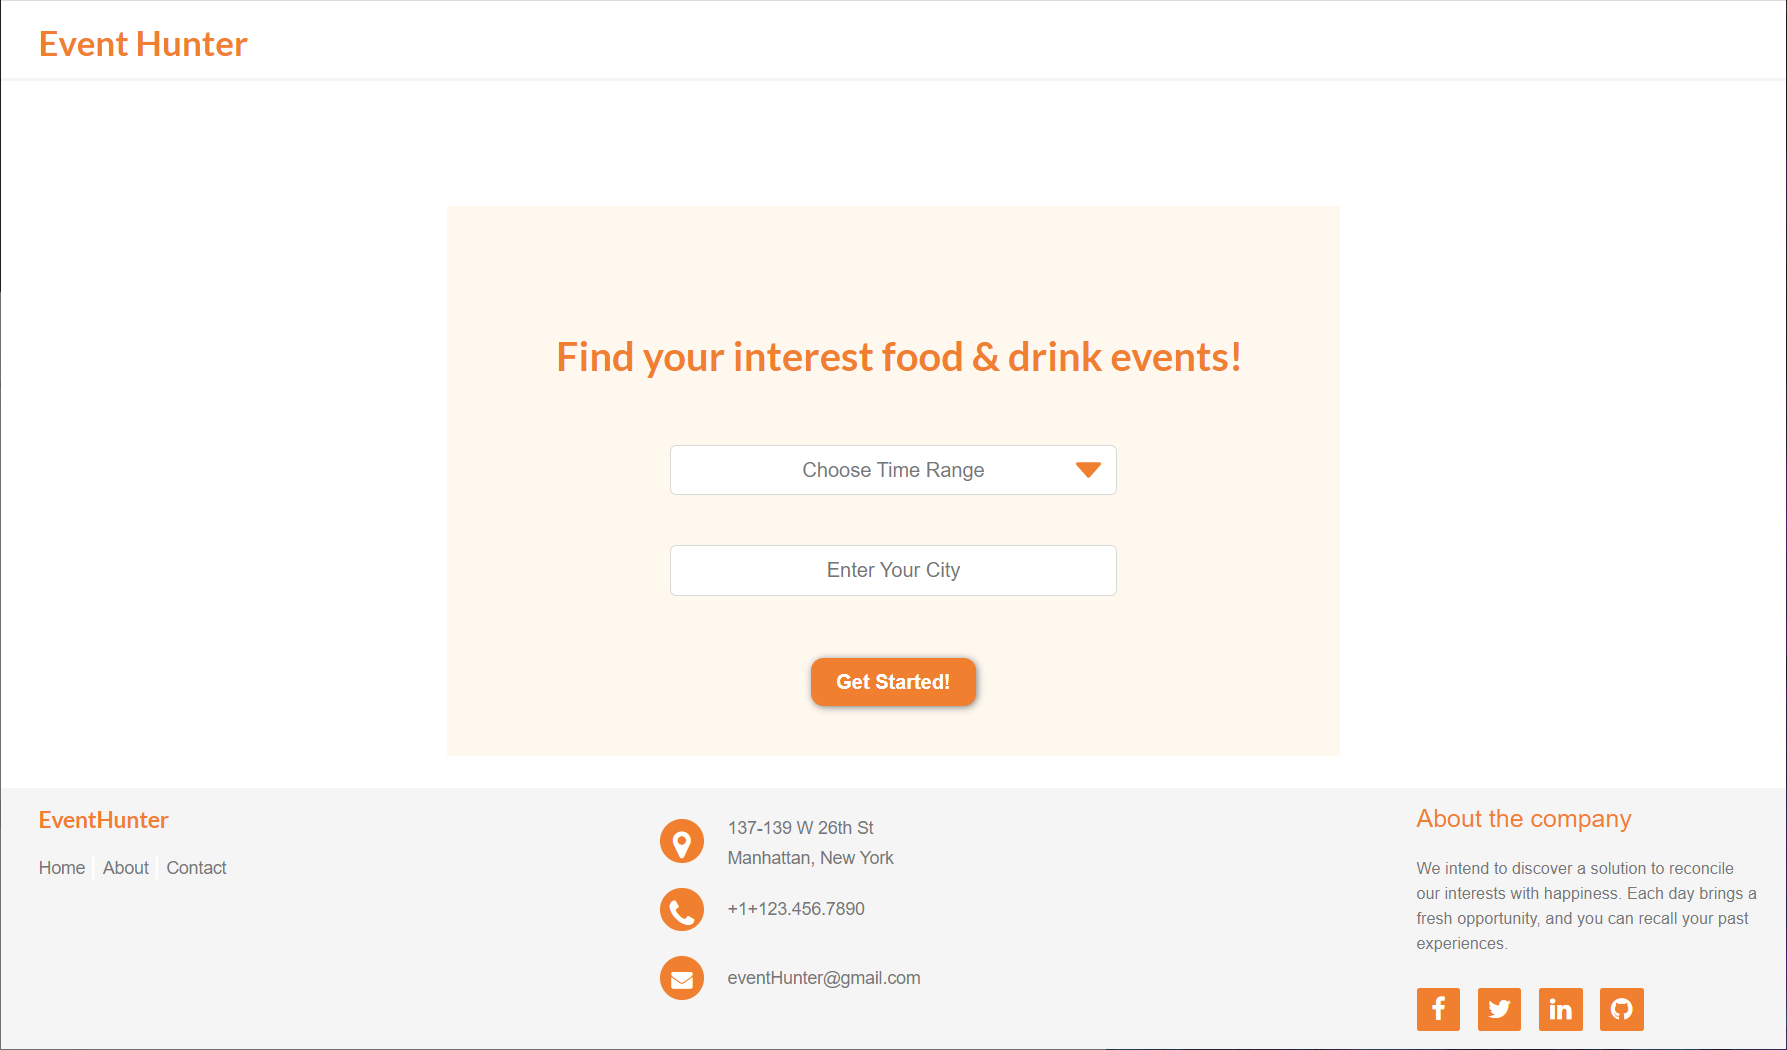 Event Hunter
Find your interest food & drink events!
Choose Time Range
Enter Your City
Get Started!
EventHunter
Home
About
Contact
137-139 W 26th St
Manhattan, New York
+1+123.456.7890
eventHunter@gmail.com
About the company
We intend to discover a solution to reconcile
our interests with happiness. Each day brings a
fresh opportunity, and you can recall your past
experiences.